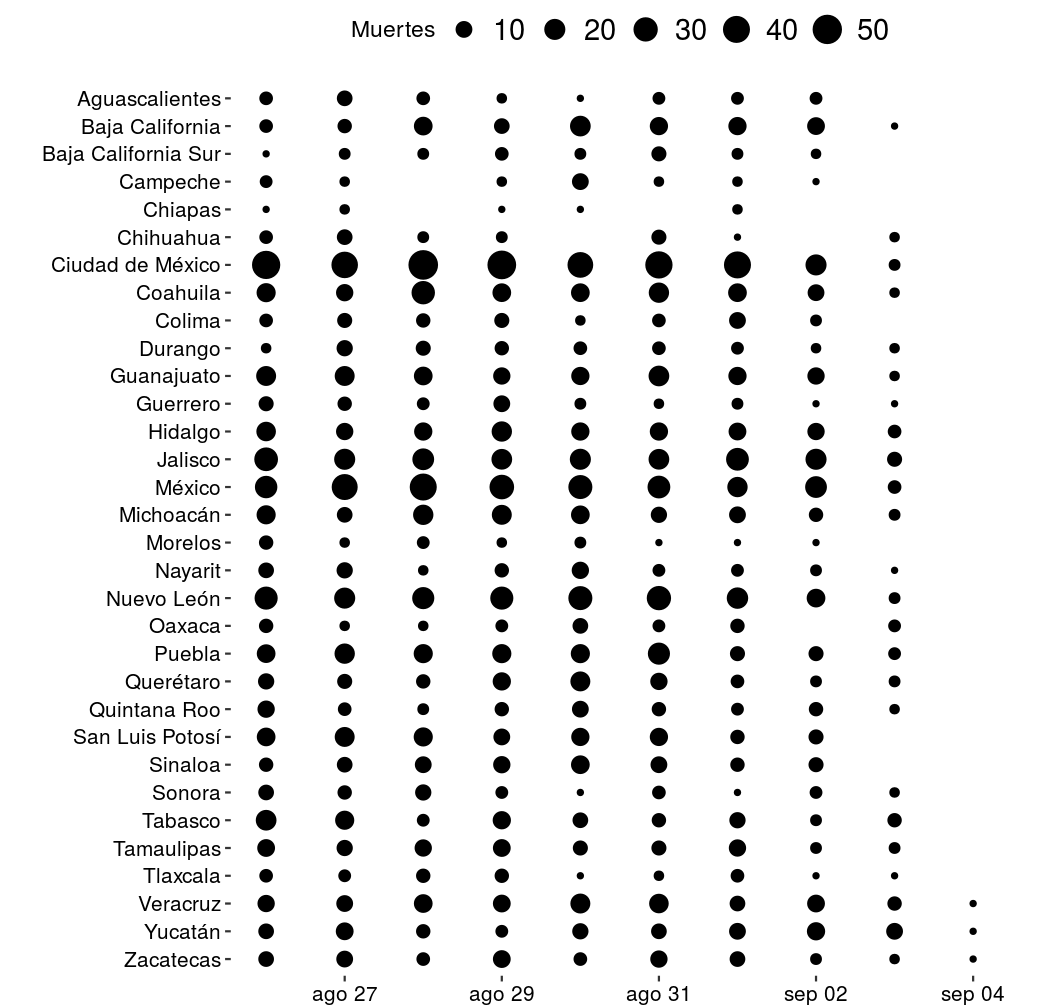 Muertes 10 20 30 40 50
Aguascalientes
Baja California
Baja California Sur
Campeche
Chiapas
Chihuahua
Ciudad de México
Coahuila
Colima
Durango
Guanajuato
Guerrero
Hidalgo
Jalisco
México
Michoacán
Morelos
Nayarit
Nuevo León
Oaxaca
Puebla
Querétaro
Quintana Roo
San Luis Potosí
Sinaloa
Sonora
Tabasco
Tamaulipas
Tlaxcala
Veracruz
Yucatán
Zacatecas
ago 27 ago 29 ago 31 sep 02 sep 04